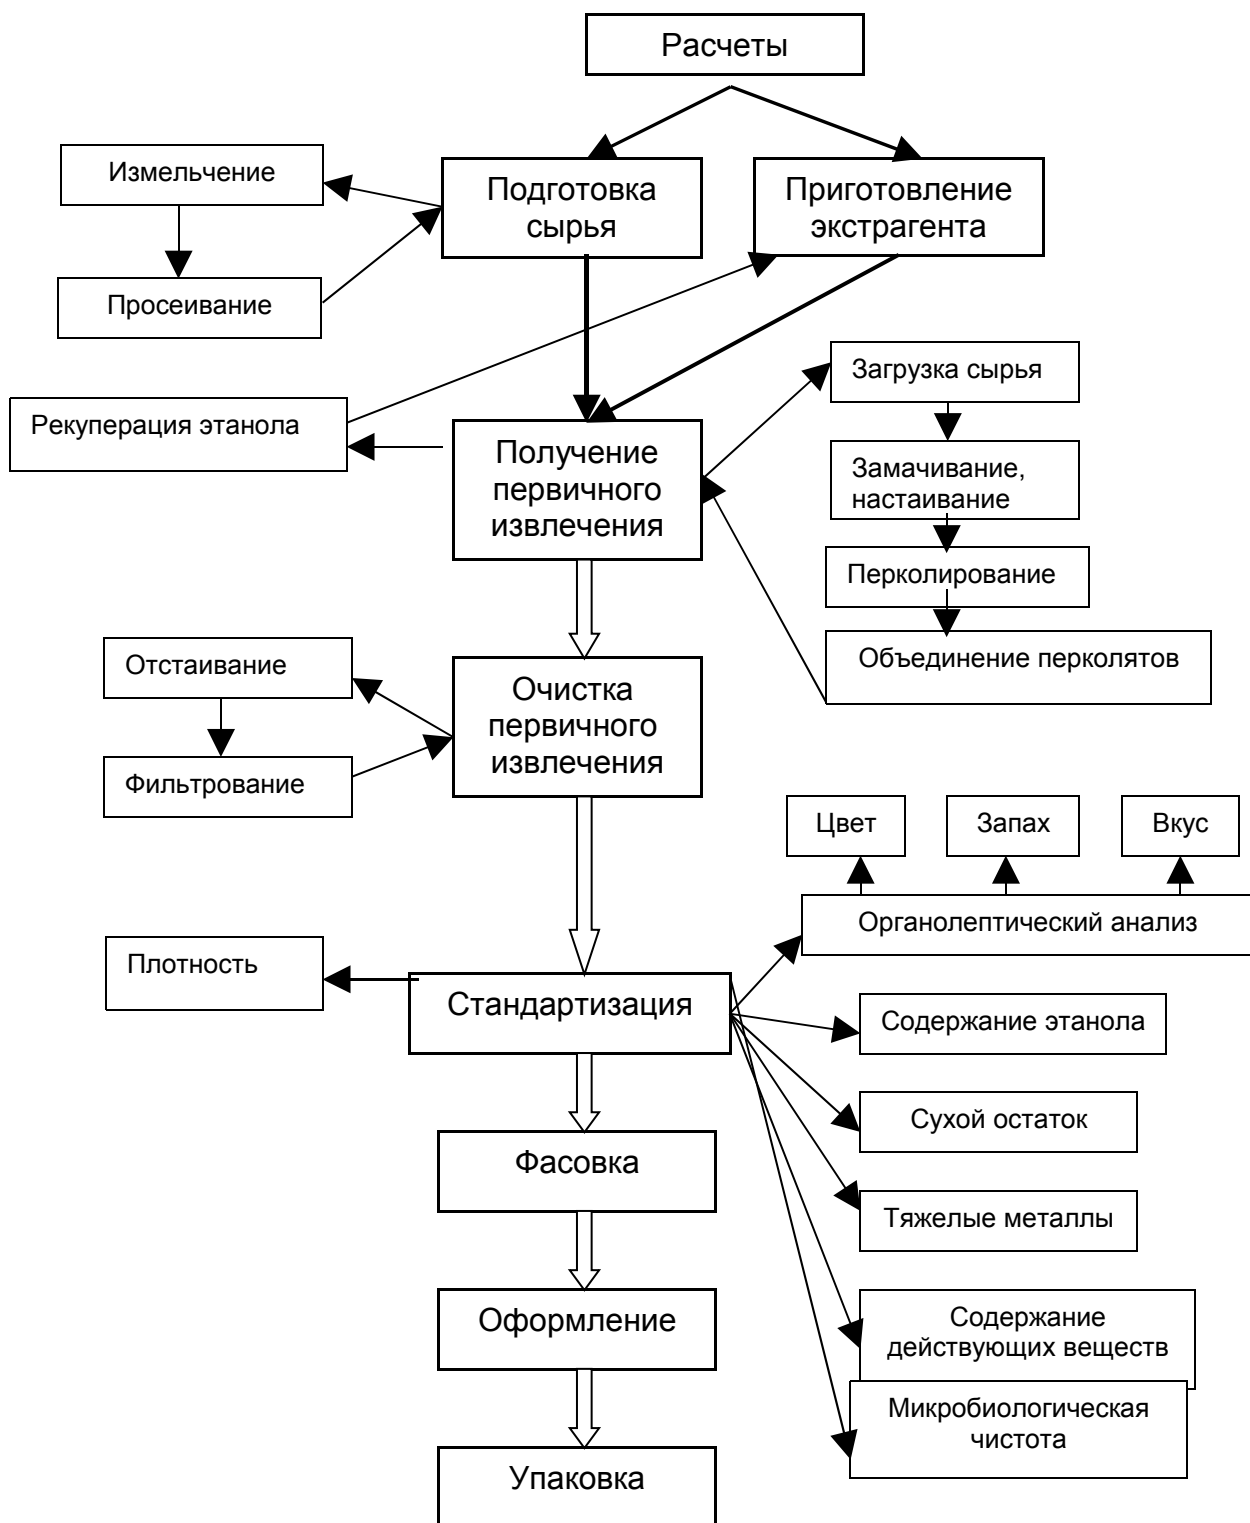 Расчеты
Измельчение
Подготовка
сырья
Приготовление
экстрагента
Просеивание
Загрузка сырья
Рекуперация этанола
Получение
первичного
извлечения
Замачивание,
настаивание
Перколирование
Объединение перколятов
Отстаивание
Очистка
первичного
извлечения
Фильтрование
Цвет
Запах
Вкус
Органолептический анализ
Плотность
Стандартизация
Содержание этанола
Сухой остаток
Фасовка
Тяжелые металлы
Оформление
Содержание
действующих веществ
Микробиологическая
чистота
Упаковка